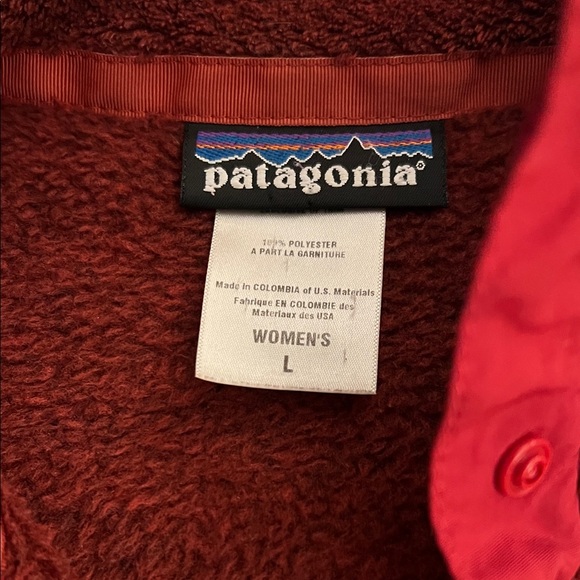 patagonia®
100% POLYESTER
A PART LA GARNITURE
Made in COLOMBIA of U.S. Materials
Fabrique EN COLOMBIE des
Materiaux des USA
WOMEN'S
L